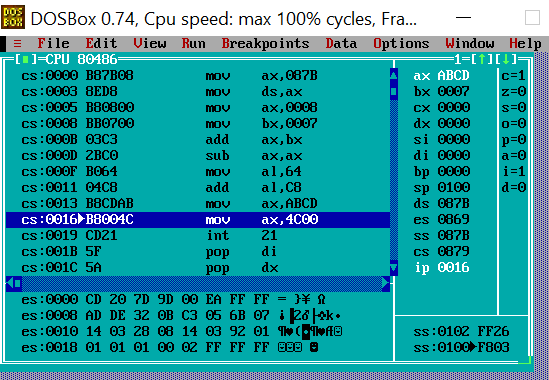 DOSBox 0.74, Cpu speed: max 100% cycles, Fra...
≡ File Edit View Run Breakpoints Data Options Window Help
[■]=CPU 80486 1=[↑][↓]
cs:0000 B87B08 mov ax,087B ax ABCD c=1
cs:0003 8ED8 mov ds,ax bx 0007 z=0
cs:0005 B80800 mov ax,0008 cx 0000 s=0
cs:0008 BB0700 mov bx,0007 dx 0000 o=0
cs:000B 03C3 add ax,bx si 0000 p=0
cs:000D 2BC0 sub ax,ax di 0000 a=0
cs:000F B064 mov al,64 bp 0000 i=1
cs:0011 04C8 add al,C8 sp 0100 d=0
cs:0013 B8CDAB mov ax,ABCD ds 087B
cs:0016►B8004C mov ax,4C00 es 0869
cs:0019 CD21 int 21 ss 087B
cs:001B 5F pop di cs 0879
cs:001C 5A pop dx ip 0016
es:0000 CD 20 7D 9D 00 EA FF FF = }¥ Ω
es:0008 AD DE 32 0B C3 05 6B 07
es:0010 14 03 28 08 14 03 92 01 ss:0102 FF26
es:0018 01 01 01 00 02 FF FF FF ss:0100►F803